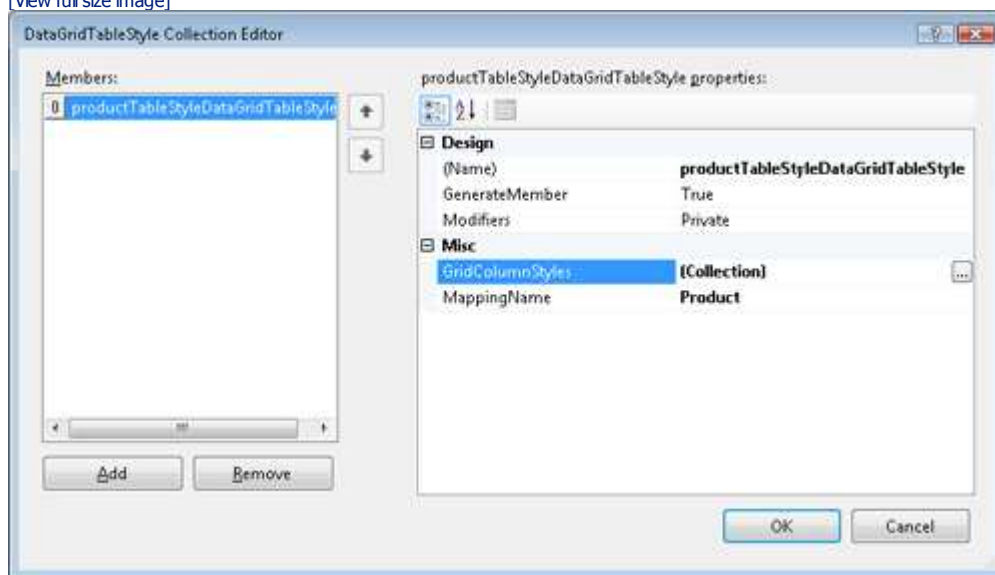 [View full size image]
DataGridTableStyle Collection Editor
Members:
productTableStyleDataGridTableStyle properties:
0 productTableStyleDataGridTableStyle
Design
(Name) productTableStyleDataGridTableStyle
GenerateMember True
Modifiers Private
Misc
GridColumnStyles (Collection) ...
MappingName Product
Add Remove
OK Cancel